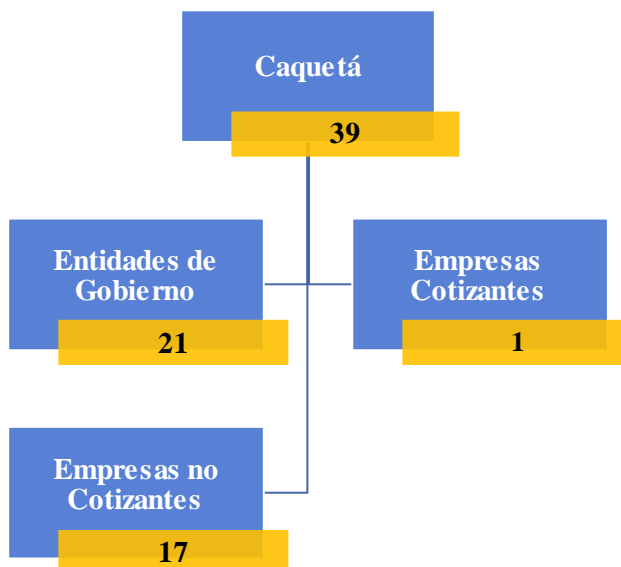 Caquetá
39
Entidades de
Gobierno
21
Empresas
Cotizantes
1
Empresas no
Cotizantes
17